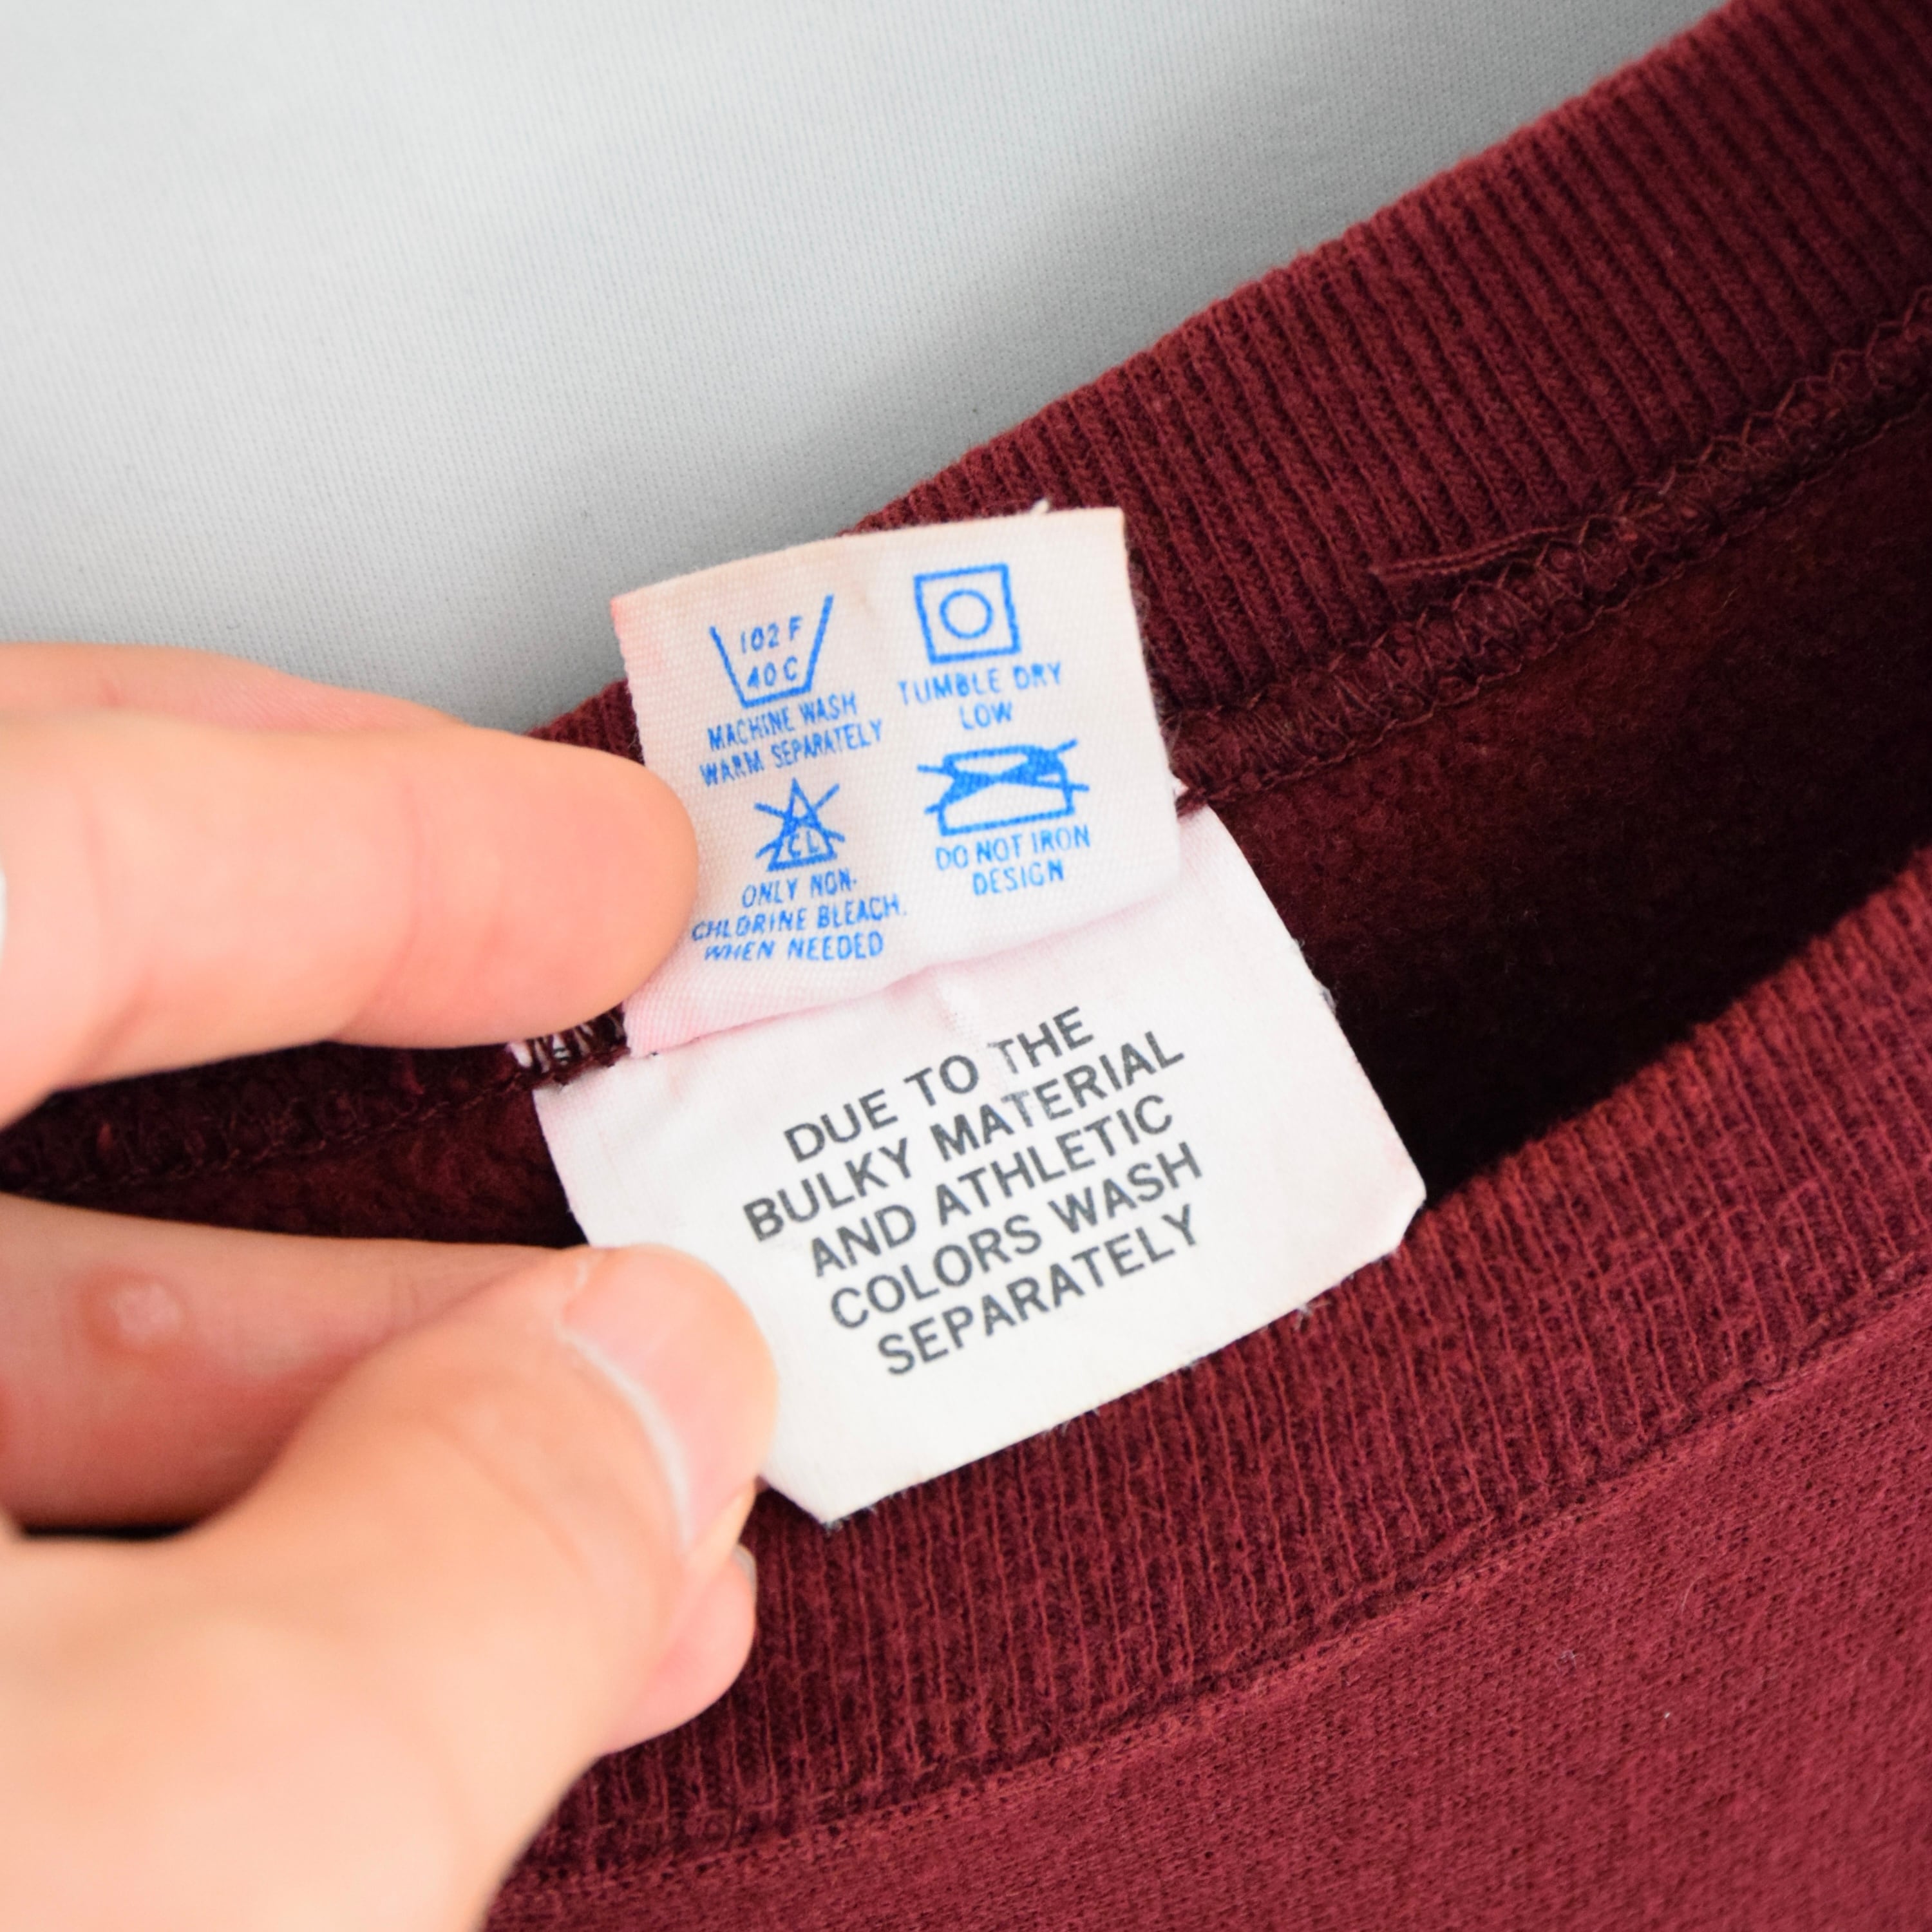 102 F
40 C
MACHINE WASH
WARM SEPARATELY
TUMBLE DRY
LOW
CL
ONLY NON-
CHLORINE BLEACH.
WHEN NEEDED
DO NOT IRON
DESIGN
DUE TO THE
BULKY MATERIAL
AND ATHLETIC
COLORS WASH
SEPARATELY